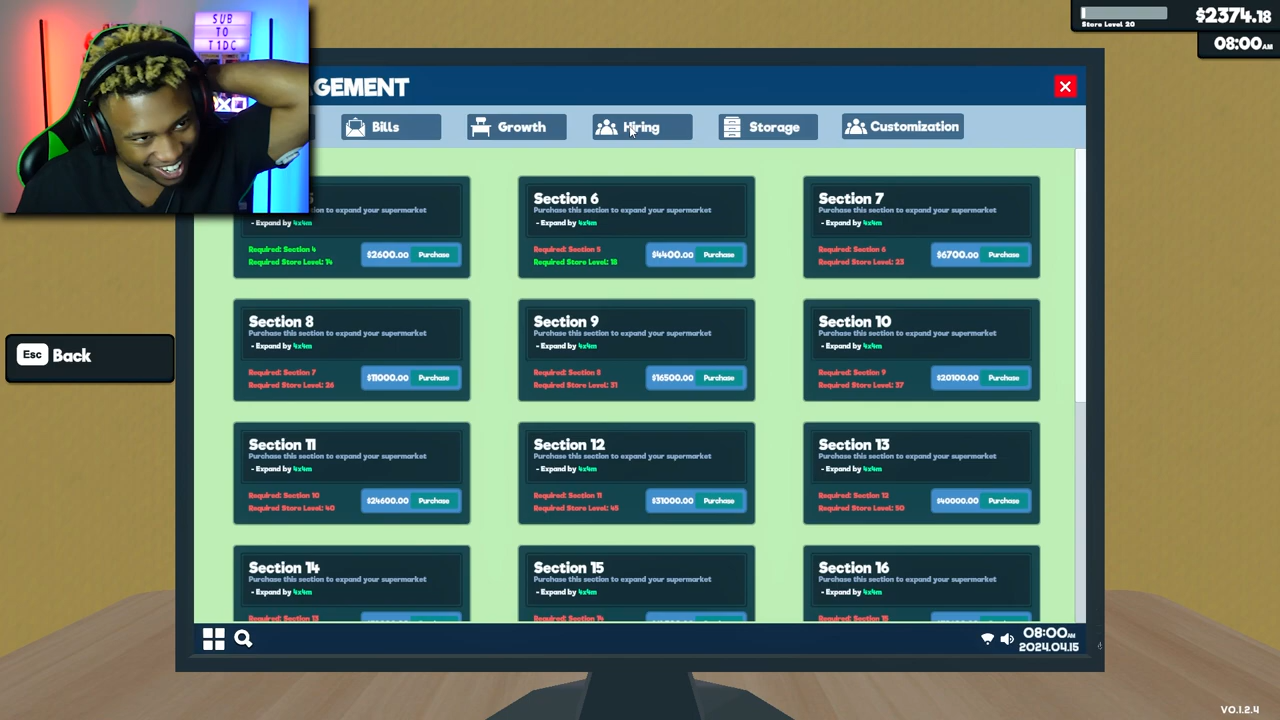 SUB
TO
T1DC
$2374.18
Store Level 20
08:00AM
GEMENT
Bills
Growth
Hiring
Storage
Customization
Section 6
Section 7
Purchase this section to expand your supermarket
Purchase this section to expand your supermarket
- Expand by 4x4m
- Expand by 4x4m
- Expand by 4x4m
Required: Section 4
Required Store Level: 14
$2600.00 Purchase
Required: Section 5
Required Store Level: 18
$4400.00 Purchase
Required: Section 6
Required Store Level: 23
$6700.00 Purchase
Section 8
Purchase this section to expand your supermarket
- Expand by 4x4m
Required: Section 7
Required Store Level: 26
$11000.00 Purchase
Section 9
Purchase this section to expand your supermarket
- Expand by 4x4m
Required: Section 8
Required Store Level: 31
$16500.00 Purchase
Section 10
Purchase this section to expand your supermarket
- Expand by 4x4m
Required: Section 9
Required Store Level: 37
$20100.00 Purchase
Esc Back
Section 11
Purchase this section to expand your supermarket
- Expand by 4x4m
Required: Section 10
Required Store Level: 40
$24600.00 Purchase
Section 12
Purchase this section to expand your supermarket
- Expand by 4x4m
Required: Section 11
Required Store Level: 45
$31000.00 Purchase
Section 13
Purchase this section to expand your supermarket
- Expand by 4x4m
Required: Section 12
Required Store Level: 50
$40000.00 Purchase
Section 14
Purchase this section to expand your supermarket
- Expand by 4x4m
Required: Section 13
Section 15
Purchase this section to expand your supermarket
- Expand by 4x4m
Required: Section 14
Section 16
Purchase this section to expand your supermarket
- Expand by 4x4m
Required: Section 15
08:00AM
2024.04.15
V0.1.2.4